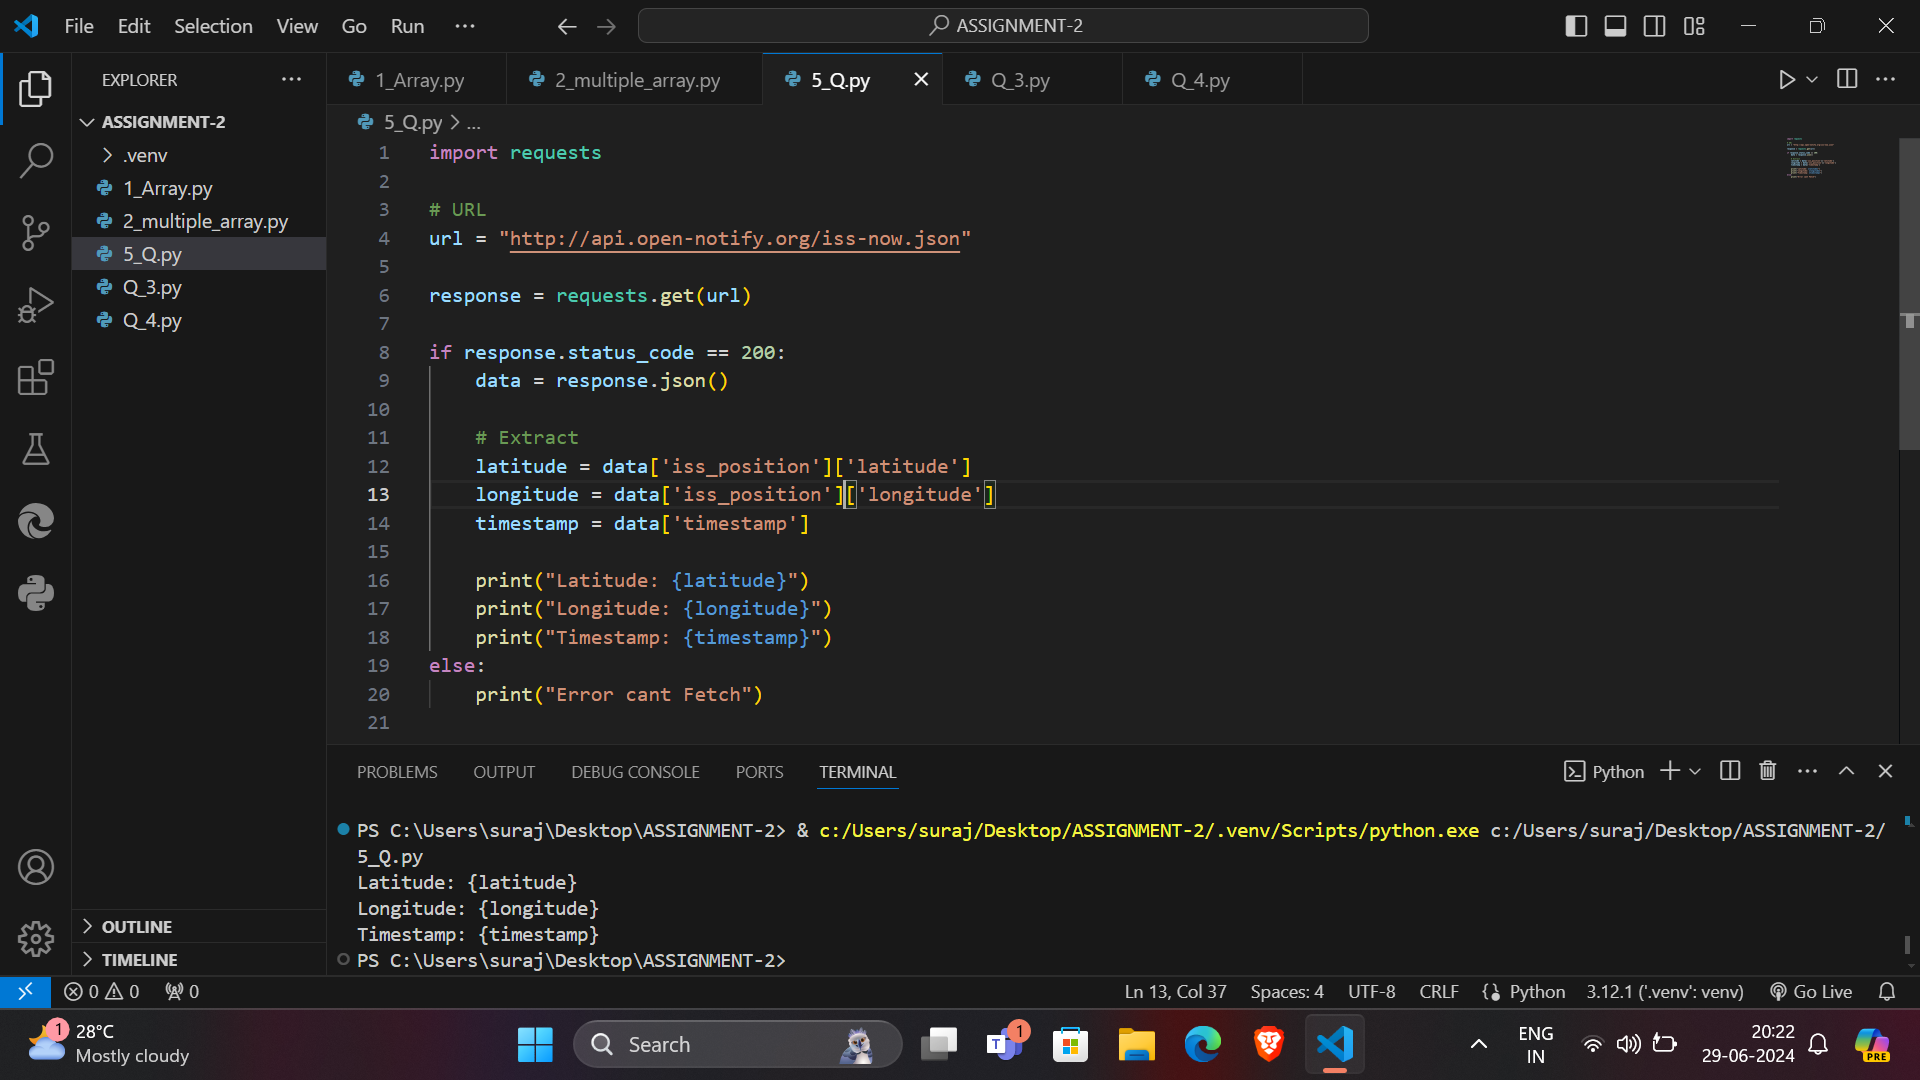 File Edit Selection View Go Run ···
ASSIGNMENT-2
EXPLORER ···
ASSIGNMENT-2
.venv
1_Array.py
2_multiple_array.py
5_Q.py
Q_3.py
Q_4.py
OUTLINE
TIMELINE
1_Array.py 2_multiple_array.py 5_Q.py Q_3.py Q_4.py
5_Q.py > ...
1 import requests
2
3 # URL
4 url = "http://api.open-notify.org/iss-now.json"
5
6 response = requests.get(url)
7
8 if response.status_code == 200:
9 data = response.json()
10
11 # Extract
12 latitude = data['iss_position']['latitude']
13 longitude = data['iss_position']['longitude']
14 timestamp = data['timestamp']
15
16 print("Latitude: {latitude}")
17 print("Longitude: {longitude}")
18 print("Timestamp: {timestamp}")
19 else:
20 print("Error cant Fetch")
21
PROBLEMS OUTPUT DEBUG CONSOLE PORTS TERMINAL
Python
PS C:\Users\suraj\Desktop\ASSIGNMENT-2> & c:/Users/suraj/Desktop/ASSIGNMENT-2/.venv/Scripts/python.exe c:/Users/suraj/Desktop/ASSIGNMENT-2/
5_Q.py
Latitude: {latitude}
Longitude: {longitude}
Timestamp: {timestamp}
PS C:\Users\suraj\Desktop\ASSIGNMENT-2>
0 0 0
Ln 13, Col 37 Spaces: 4 UTF-8 CRLF Python 3.12.1 ('.venv': venv) Go Live
1
28°C
Mostly cloudy
Search
T
1
ENG
IN
20:22
29-06-2024
PRE